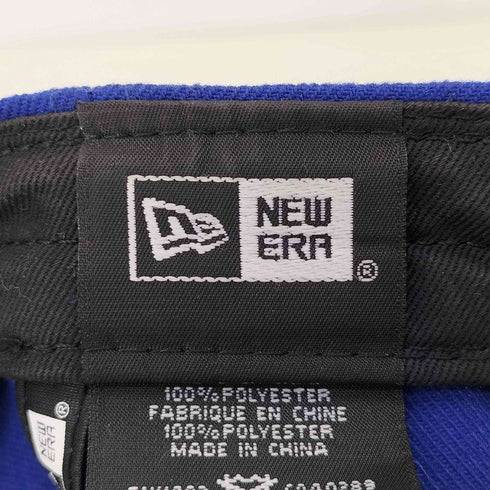 NEW
ERA
®
100% POLYESTER
FABRIQUE EN CHINE
100% POLYESTER
MADE IN CHINA
®
NEW
ERA